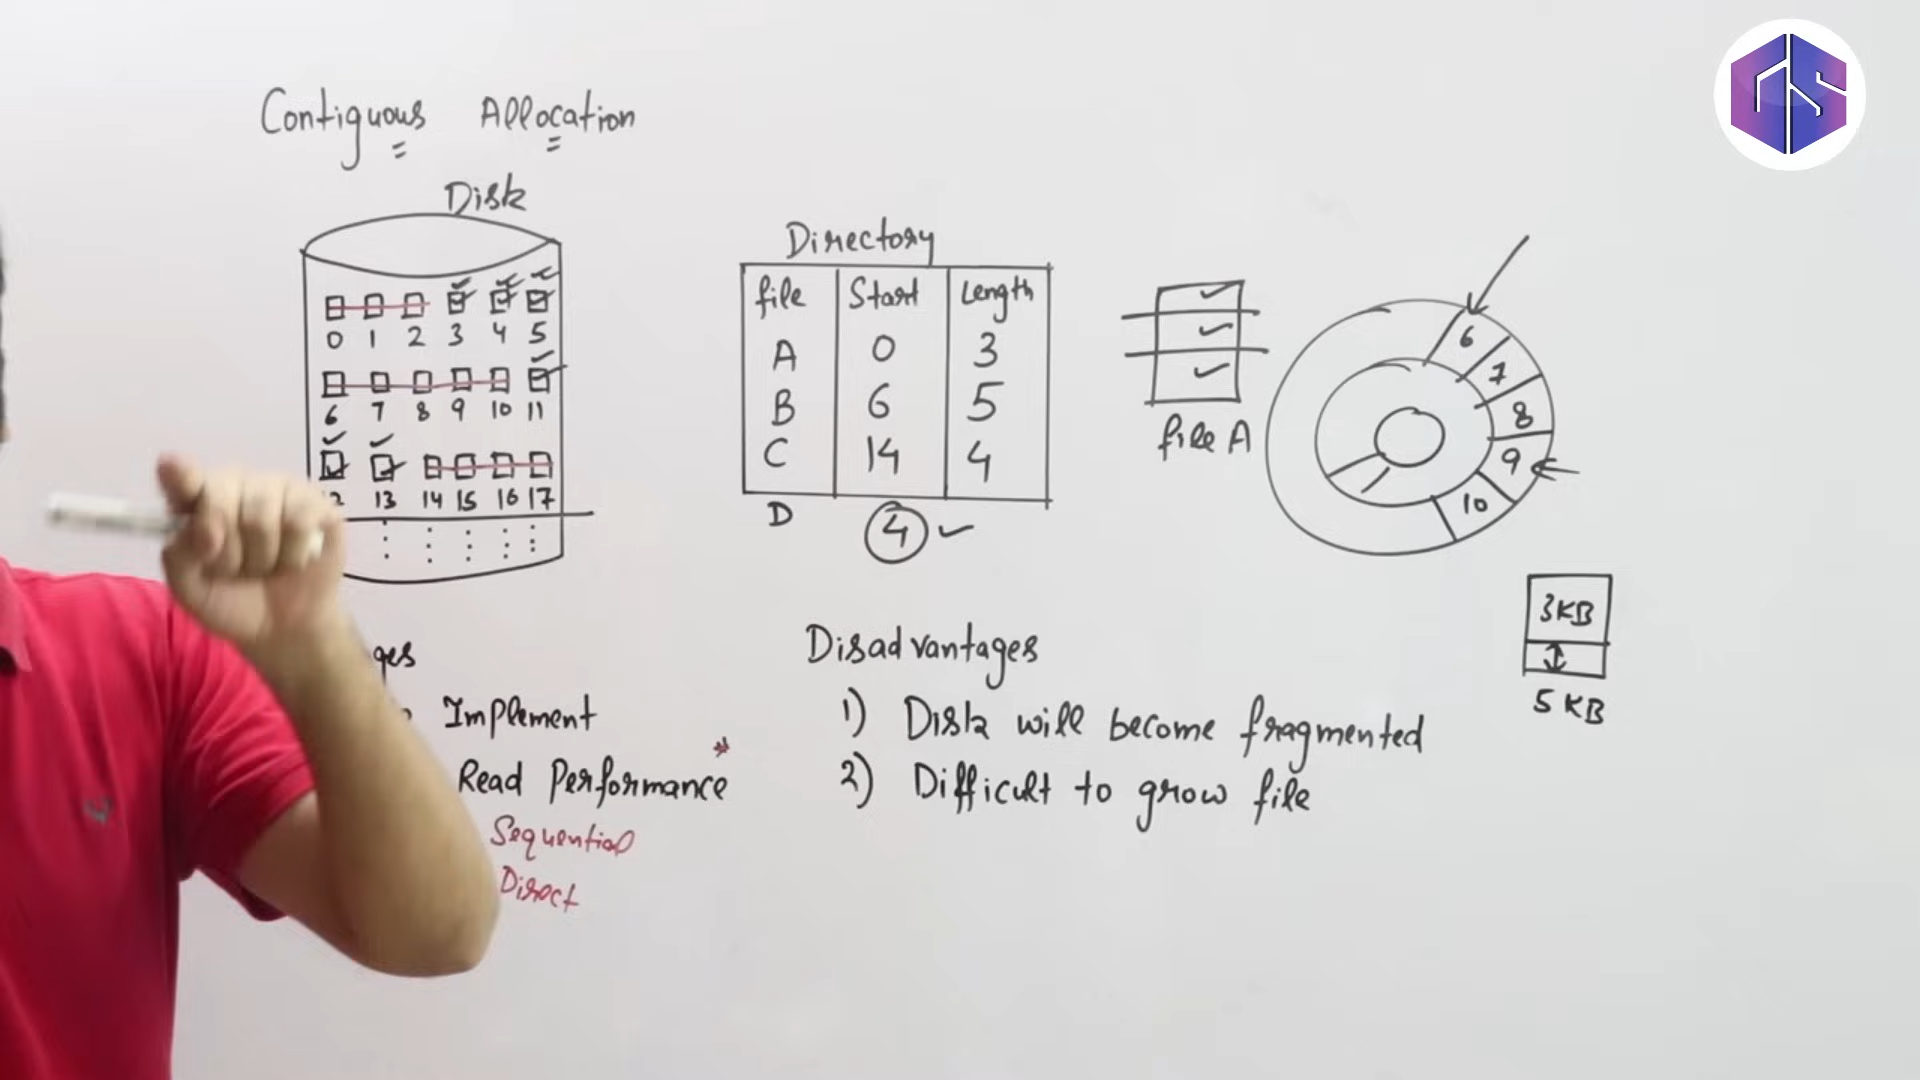 Contiguous Allocation
Disk
0 1 2 3 4 5
6 7 8 9 10 11
13 14 15 16 17
Directory
file Start Length
A 0 3
B 6 5
C 14 4
D 4
file A
6
7
8
9
10
3KB
5 KB
Implement
Read Performance *
Sequential
Direct
Disadvantages
1) Disk will become fragmented
2) Difficult to grow file